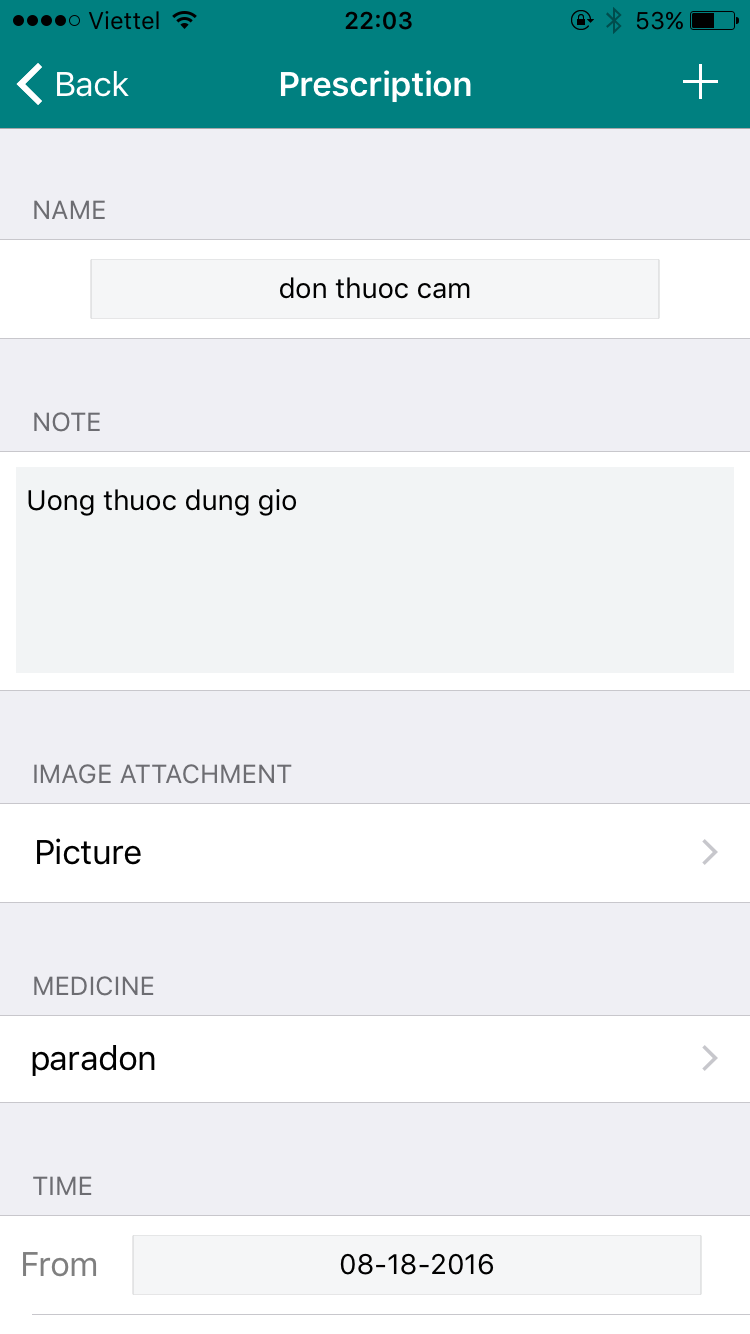 Viettel 22:03 53%
Back Prescription
NAME
don thuoc cam
NOTE
Uong thuoc dung gio
IMAGE ATTACHMENT
Picture
MEDICINE
paradon
TIME
From 08-18-2016